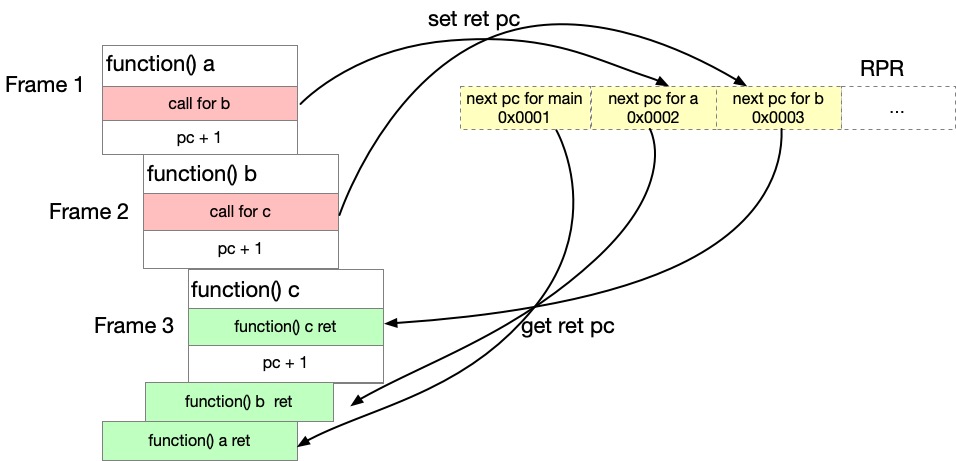 set ret pc
function() a
Frame 1
call for b
pc + 1
RPR
next pc for main
0x0001
next pc for a
0x0002
next pc for b
0x0003
...
function() b
Frame 2
call for c
pc + 1
function() c
Frame 3
function() c ret
pc + 1
get ret pc
function() b  ret
function() a ret